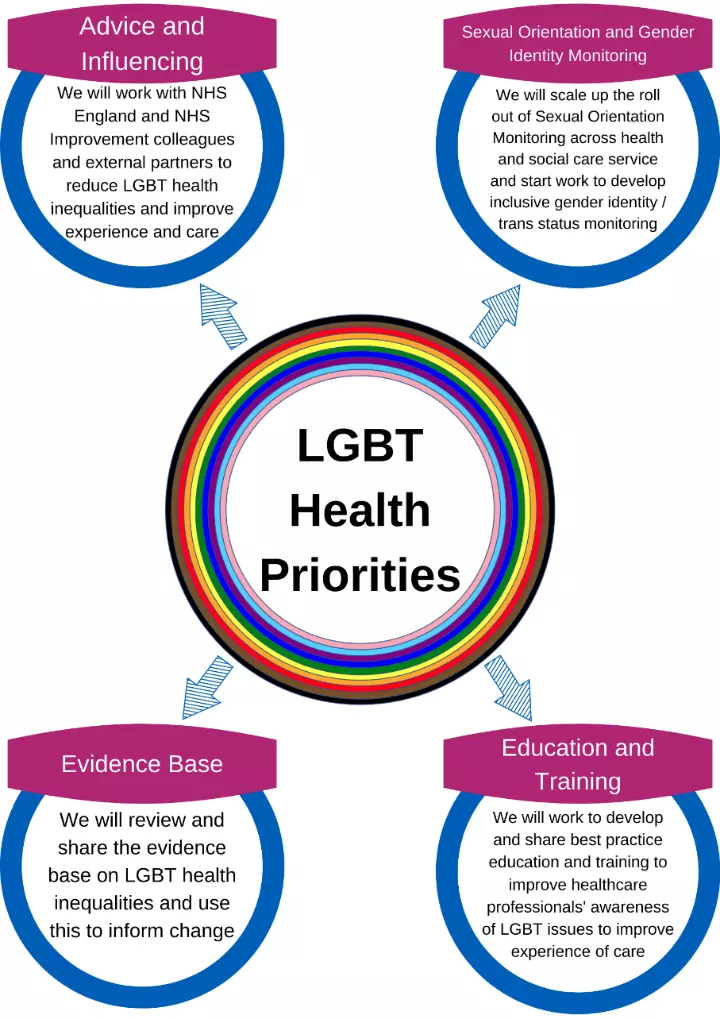 Advice and
Influencing
We will work with NHS
England and NHS
Improvement colleagues
and external partners to
reduce LGBT health
inequalities and improve
experience and care
Sexual Orientation and Gender
Identity Monitoring
We will scale up the roll
out of Sexual Orientation
Monitoring across health
and social care service
and start work to develop
inclusive gender identity /
trans status monitoring
LGBT
Health
Priorities
Evidence Base
We will review and
share the evidence
base on LGBT health
inequalities and use
this to inform change
Education and
Training
We will work to develop
and share best practice
education and training to
improve healthcare
professionals' awareness
of LGBT issues to improve
experience of care